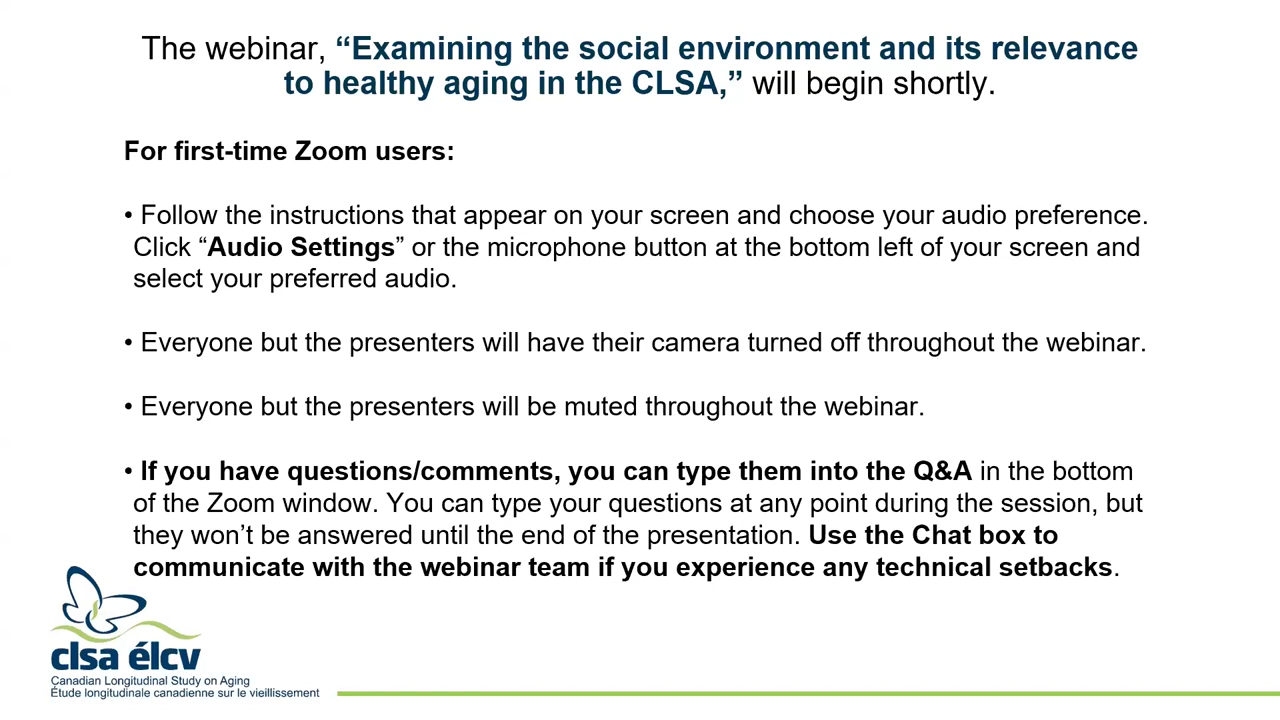 The webinar, “Examining the social environment and its relevance
to healthy aging in the CLSA,” will begin shortly.
For first-time Zoom users:
• Follow the instructions that appear on your screen and choose your audio preference.
Click “Audio Settings” or the microphone button at the bottom left of your screen and
select your preferred audio.
• Everyone but the presenters will have their camera turned off throughout the webinar.
• Everyone but the presenters will be muted throughout the webinar.
• If you have questions/comments, you can type them into the Q&A in the bottom
of the Zoom window. You can type your questions at any point during the session, but
they won’t be answered until the end of the presentation. Use the Chat box to
communicate with the webinar team if you experience any technical setbacks.
clsa élcv
Canadian Longitudinal Study on Aging
Étude longitudinale canadienne sur le vieillissement